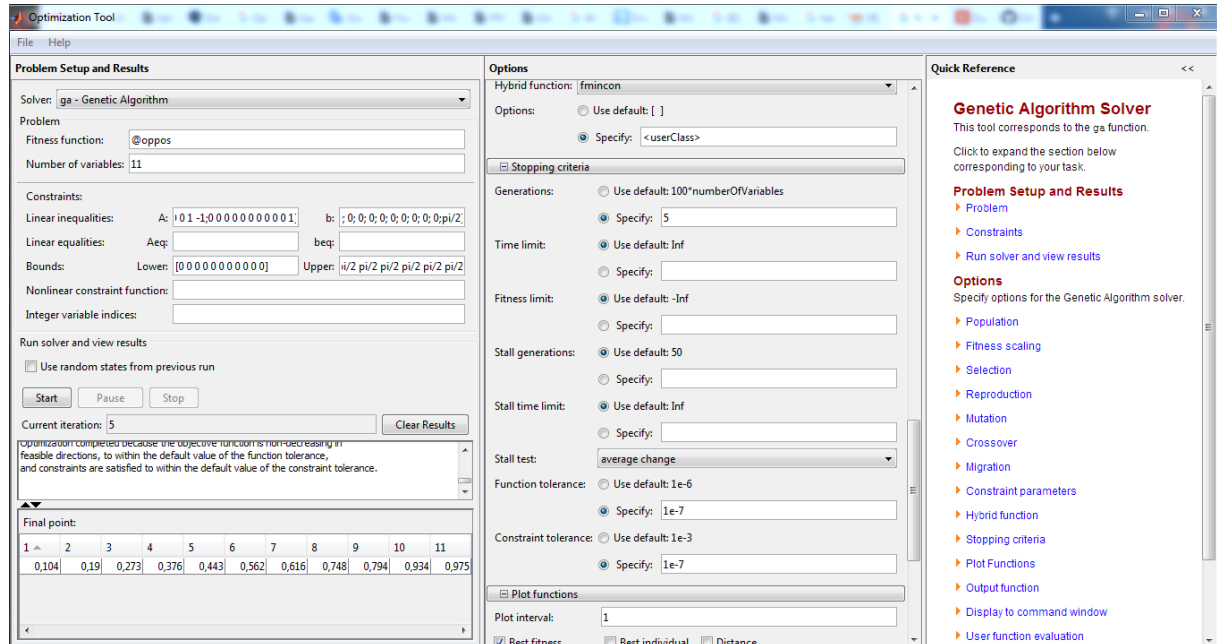 Optimization Tool
File Help
Problem Setup and Results
Solver: ga - Genetic Algorithm
Problem
Fitness function: @oppos
Number of variables: 11
Constraints:
Linear inequalities: A: 0 1 -1;0 0 0 0 0 0 0 0 0 0 1] b: ; 0; 0; 0; 0; 0; 0; 0; 0; 0;pi/2]
Linear equalities: Aeq: beq:
Bounds: Lower: [0 0 0 0 0 0 0 0 0 0 0] Upper: pi/2 pi/2 pi/2 pi/2 pi/2 pi/2
Nonlinear constraint function:
Integer variable indices:
Run solver and view results
Use random states from previous run
Start Pause Stop
Current iteration: 5 Clear Results
Optimization completed because the objective function is non-decreasing in
feasible directions, to within the default value of the function tolerance,
and constraints are satisfied to within the default value of the constraint tolerance.
Final point:
1 2 3 4 5 6 7 8 9 10 11
0,104 0,19 0,273 0,376 0,443 0,562 0,616 0,748 0,794 0,934 0,975
Options
Hybrid function: fmincon
Options: Use default: [ ]
Specify: <userClass>
Stopping criteria
Generations: Use default: 100*numberOfVariables
Specify: 5
Time limit: Use default: Inf
Specify:
Fitness limit: Use default: -Inf
Specify:
Stall generations: Use default: 50
Specify:
Stall time limit: Use default: Inf
Specify:
Stall test: average change
Function tolerance: Use default: 1e-6
Specify: 1e-7
Constraint tolerance: Use default: 1e-3
Specify: 1e-7
Plot functions
Plot interval: 1
Best fitness Best individual Distance
Quick Reference <<
Genetic Algorithm Solver
This tool corresponds to the ga function.
Click to expand the section below
corresponding to your task.
Problem Setup and Results
Problem
Constraints
Run solver and view results
Options
Specify options for the Genetic Algorithm solver.
Population
Fitness scaling
Selection
Reproduction
Mutation
Crossover
Migration
Constraint parameters
Hybrid function
Stopping criteria
Plot Functions
Output function
Display to command window
User function evaluation